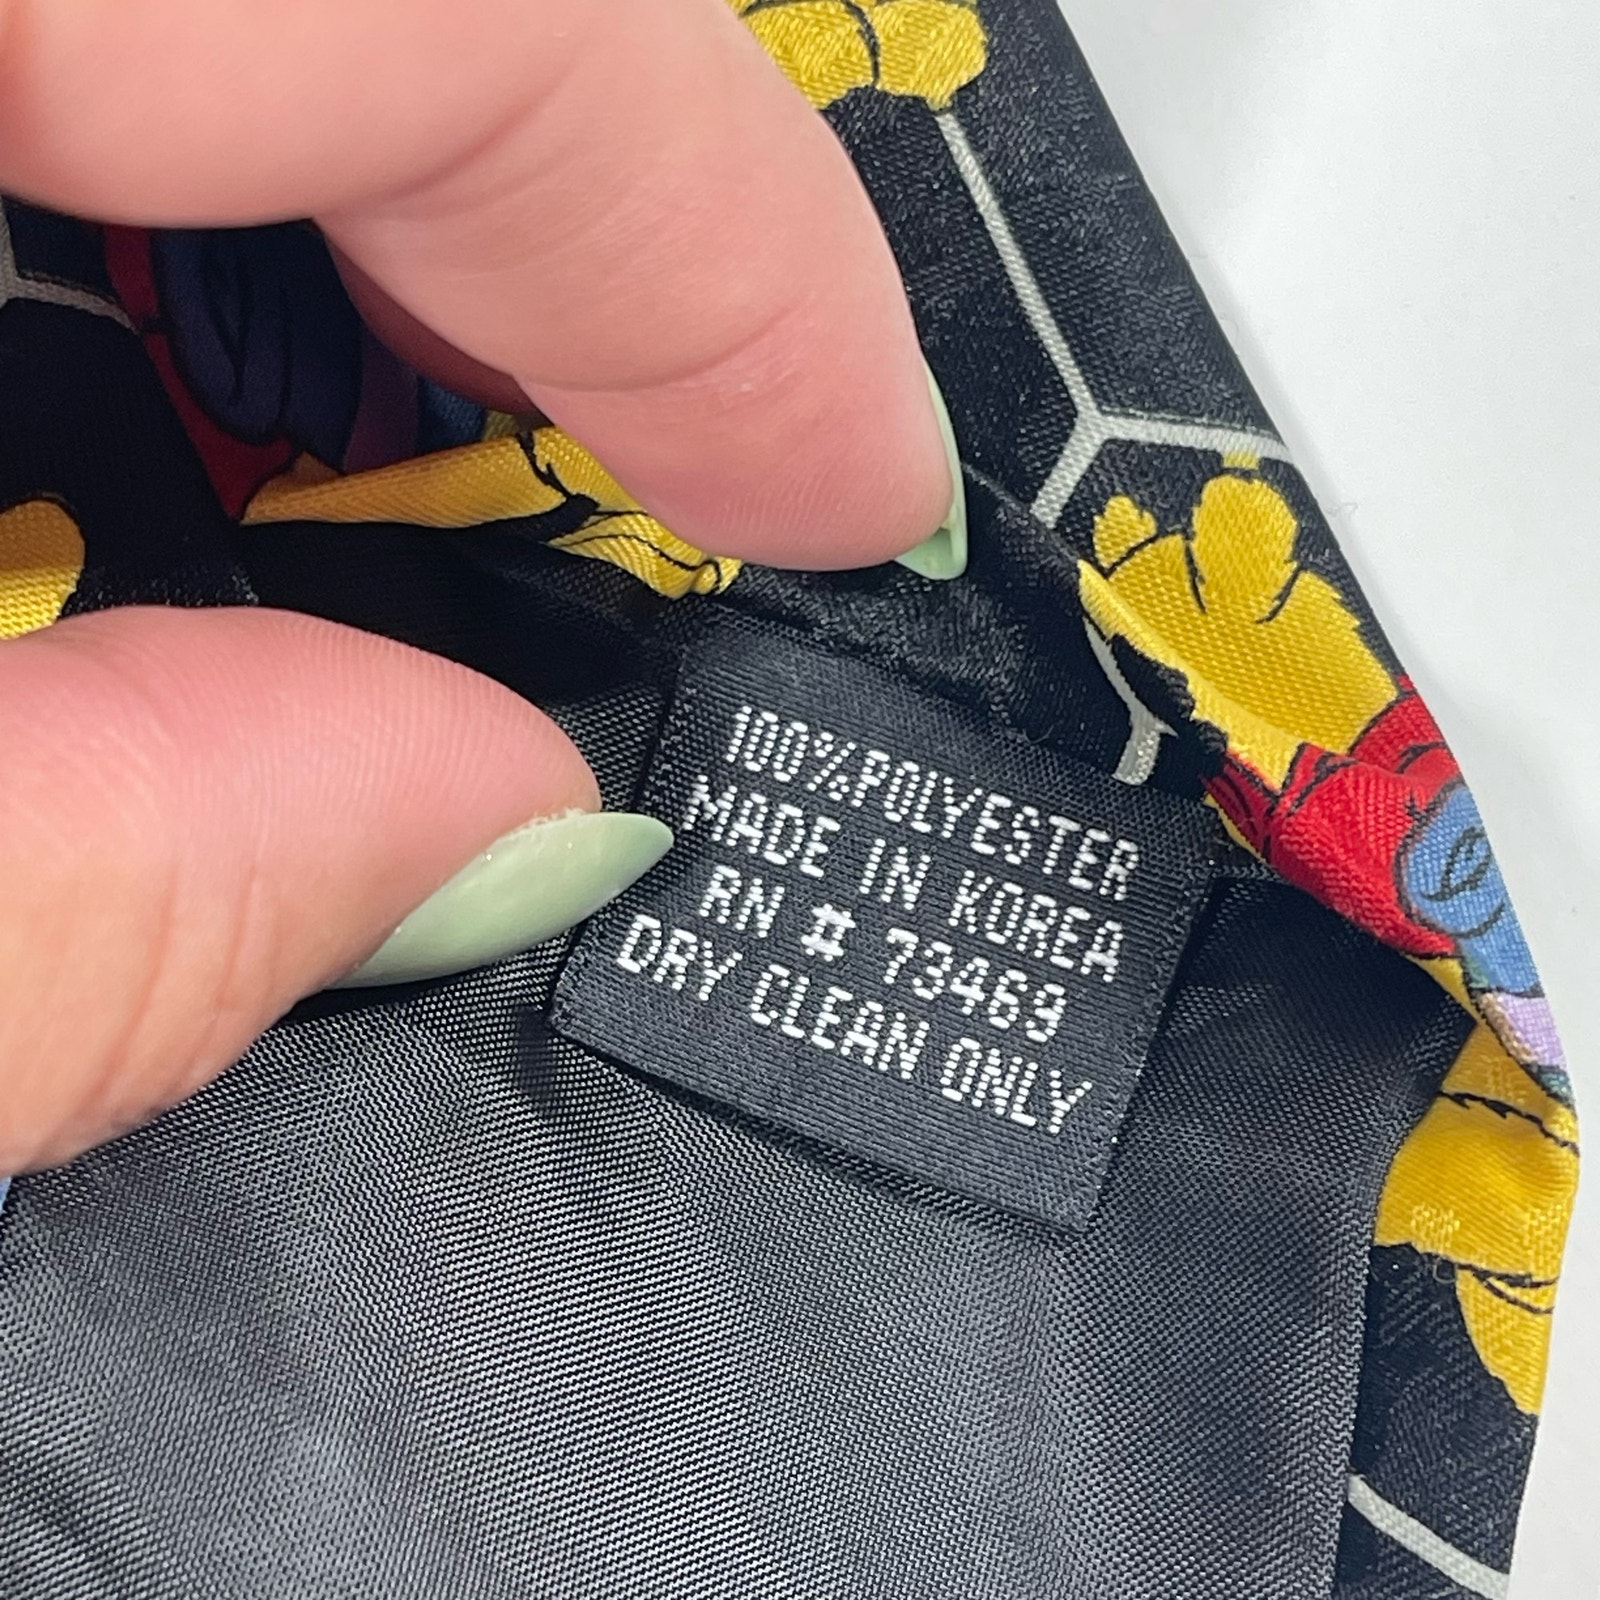 100%POLYESTER
MADE IN KOREA
RN # 73469
DRY CLEAN ONLY